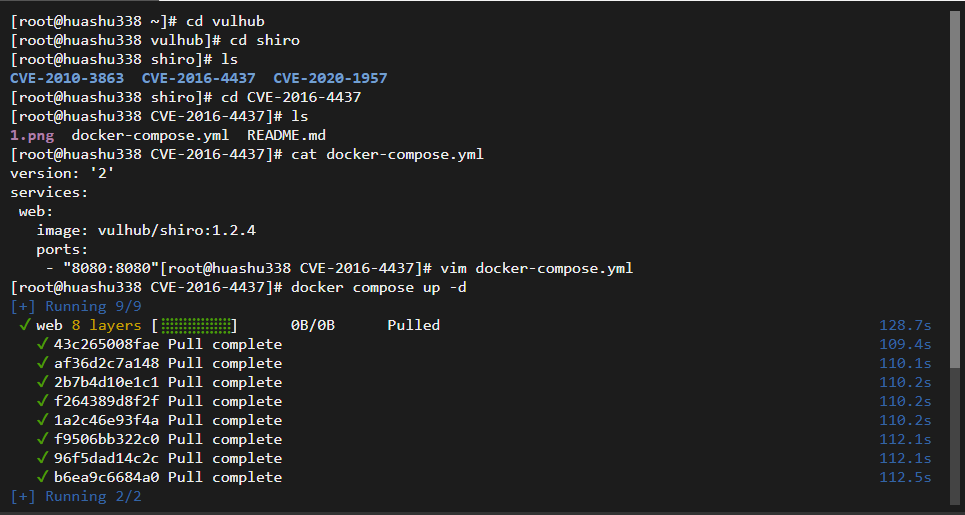 [root@huashu338 ~]# cd vulhub
[root@huashu338 vulhub]# cd shiro
[root@huashu338 shiro]# ls
CVE-2010-3863  CVE-2016-4437  CVE-2020-1957
[root@huashu338 shiro]# cd CVE-2016-4437
[root@huashu338 CVE-2016-4437]# ls
1.png  docker-compose.yml  README.md
[root@huashu338 CVE-2016-4437]# cat docker-compose.yml
version: '2'
services:
 web:
   image: vulhub/shiro:1.2.4
   ports:
    - "8080:8080"[root@huashu338 CVE-2016-4437]# vim docker-compose.yml
[root@huashu338 CVE-2016-4437]# docker compose up -d
[+] Running 9/9
 ✓ web 8 layers [⣿⣿⣿⣿⣿⣿⣿⣿]      0B/0B      Pulled      128.7s
   ✓ 43c265008fae Pull complete      109.4s
   ✓ af36d2c7a148 Pull complete      110.1s
   ✓ 2b7b4d10e1c1 Pull complete      110.2s
   ✓ f264389d8f2f Pull complete      110.2s
   ✓ 1a2c46e93f4a Pull complete      110.2s
   ✓ f9506bb322c0 Pull complete      112.1s
   ✓ 96f5dad14c2c Pull complete      112.1s
   ✓ b6ea9c6684a0 Pull complete      112.5s
[+] Running 2/2